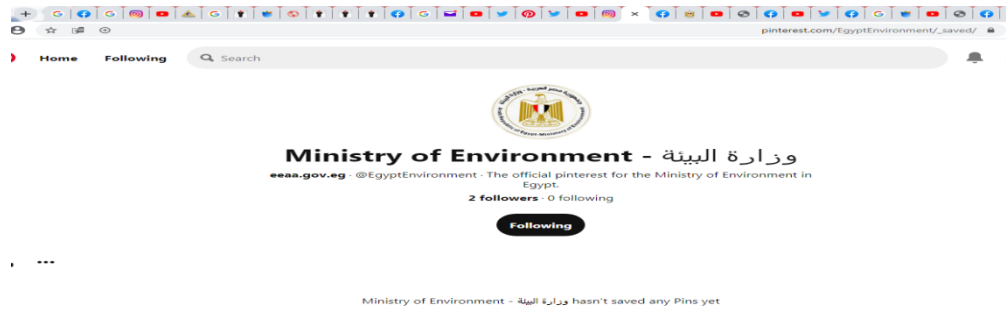 pinterest.com/EgyptEnvironment/_saved/
Home Following Search
Ministry of Environment - وزارة البيئة
eeaa.gov.eg · @EgyptEnvironment · The official pinterest for the Ministry of Environment in
Egypt.
2 followers · 0 following
Following
Ministry of Environment - وزارة البيئة hasn't saved any Pins yet